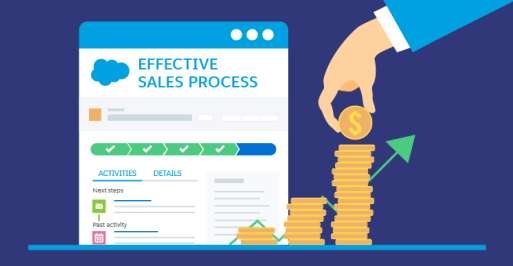 EFFECTIVE
SALES PROCESS
ACTIVITIES DETAILS
Next steps
Past activity
$